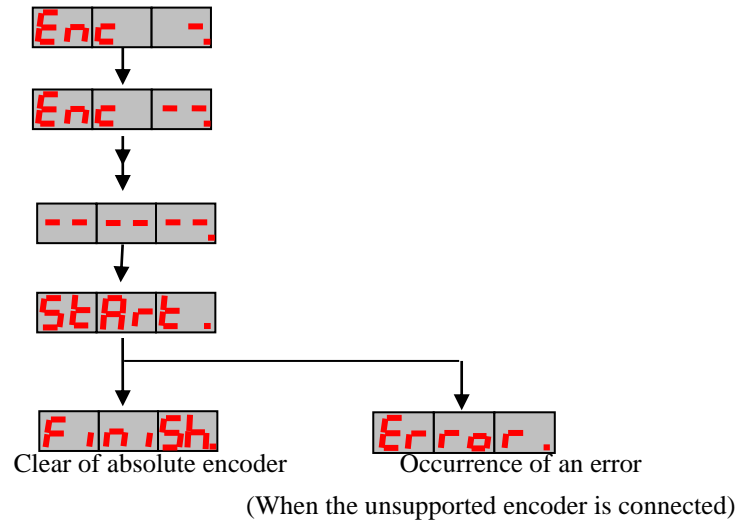 Enc -.
Enc --.
------.
StArt .
FiniSh.
Error .
Clear of absolute encoder
Occurrence of an error
(When the unsupported encoder is connected)